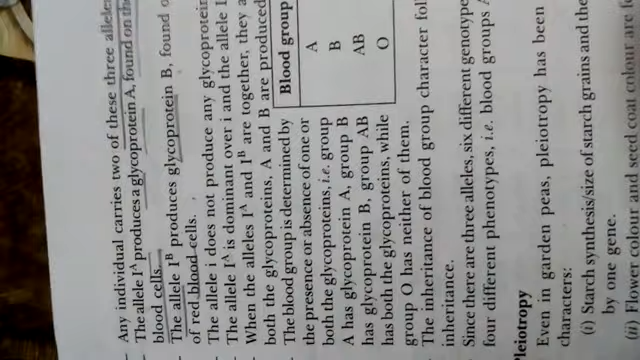 Any individual carries two of these three alleles
The allele Iᴬ produces a glycoprotein A, found on the
blood cells.
The allele Iᴮ produces glycoprotein B, found
of red blood-cells.
The allele i does not produce any glycoprotein
The allele Iᴬ is dominant over i and the allele
When the alleles Iᴬ and Iᴮ are together, they
both the glycoproteins, A and B are produced
The blood group is determined by
the presence or absence of one or
both the glycoproteins, i.e. group
A has glycoprotein A, group B
has glycoprotein B, group AB
has both the glycoproteins, while
group O has neither of them.
Blood group
A
B
AB
O
The inheritance of blood group character
inheritance.
Since there are three alleles, six different
four different phenotypes, i.e. blood groups
Pleiotropy
Even in garden peas, pleiotropy has been
characters:
(i) Starch synthesis/size of starch grains and the
by one gene.
(ii) Flower colour and seed coat colour are